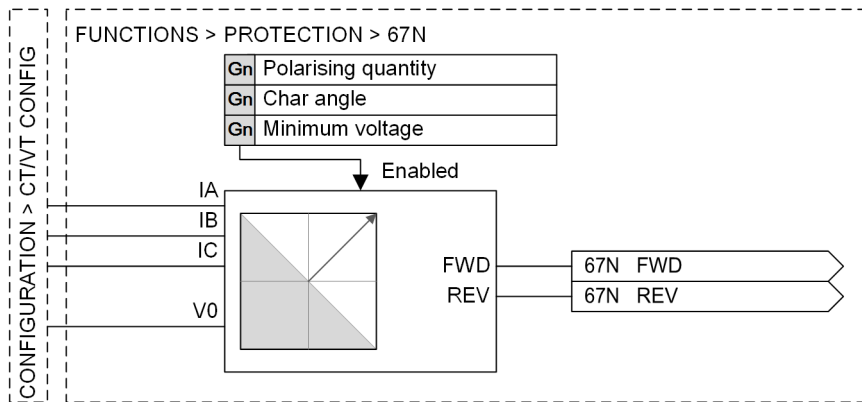 CONFIGURATION > CT/VT CONFIG
FUNCTIONS > PROTECTION > 67N
Gn Polarising quantity
Gn Char angle
Gn Minimum voltage
Enabled
IA
IB
IC
V0
FWD
REV
67N FWD
67N REV